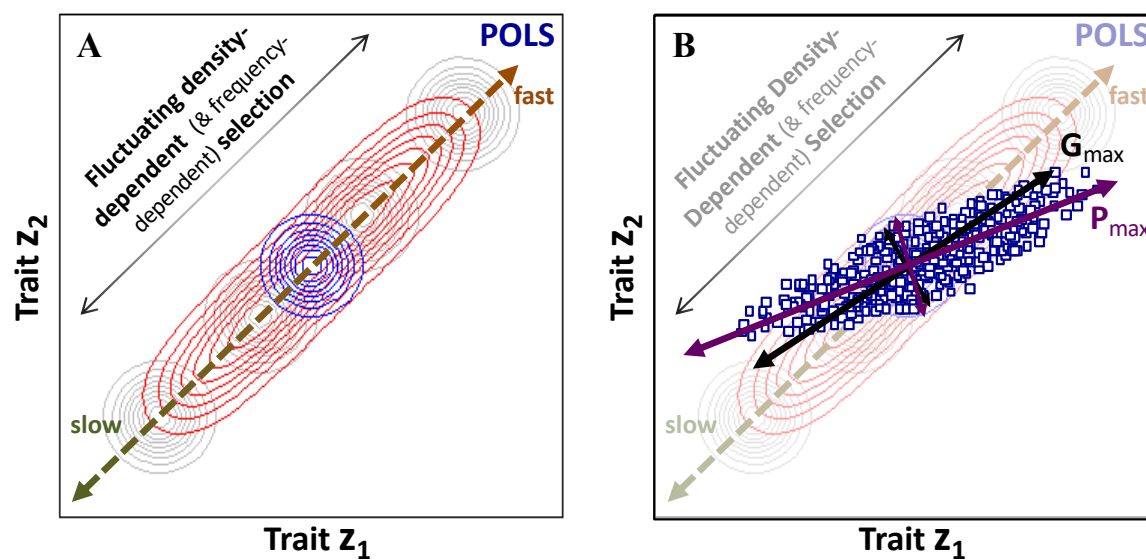 A
POLS
Fluctuating density-
dependent (& frequency-
dependent) selection
fast
slow
Trait z₂
Trait z₁
B
POLS
Fluctuating Density-
Dependent (& frequency-
dependent) Selection
fast
Gmax
Pmax
slow
Trait z₂
Trait z₁